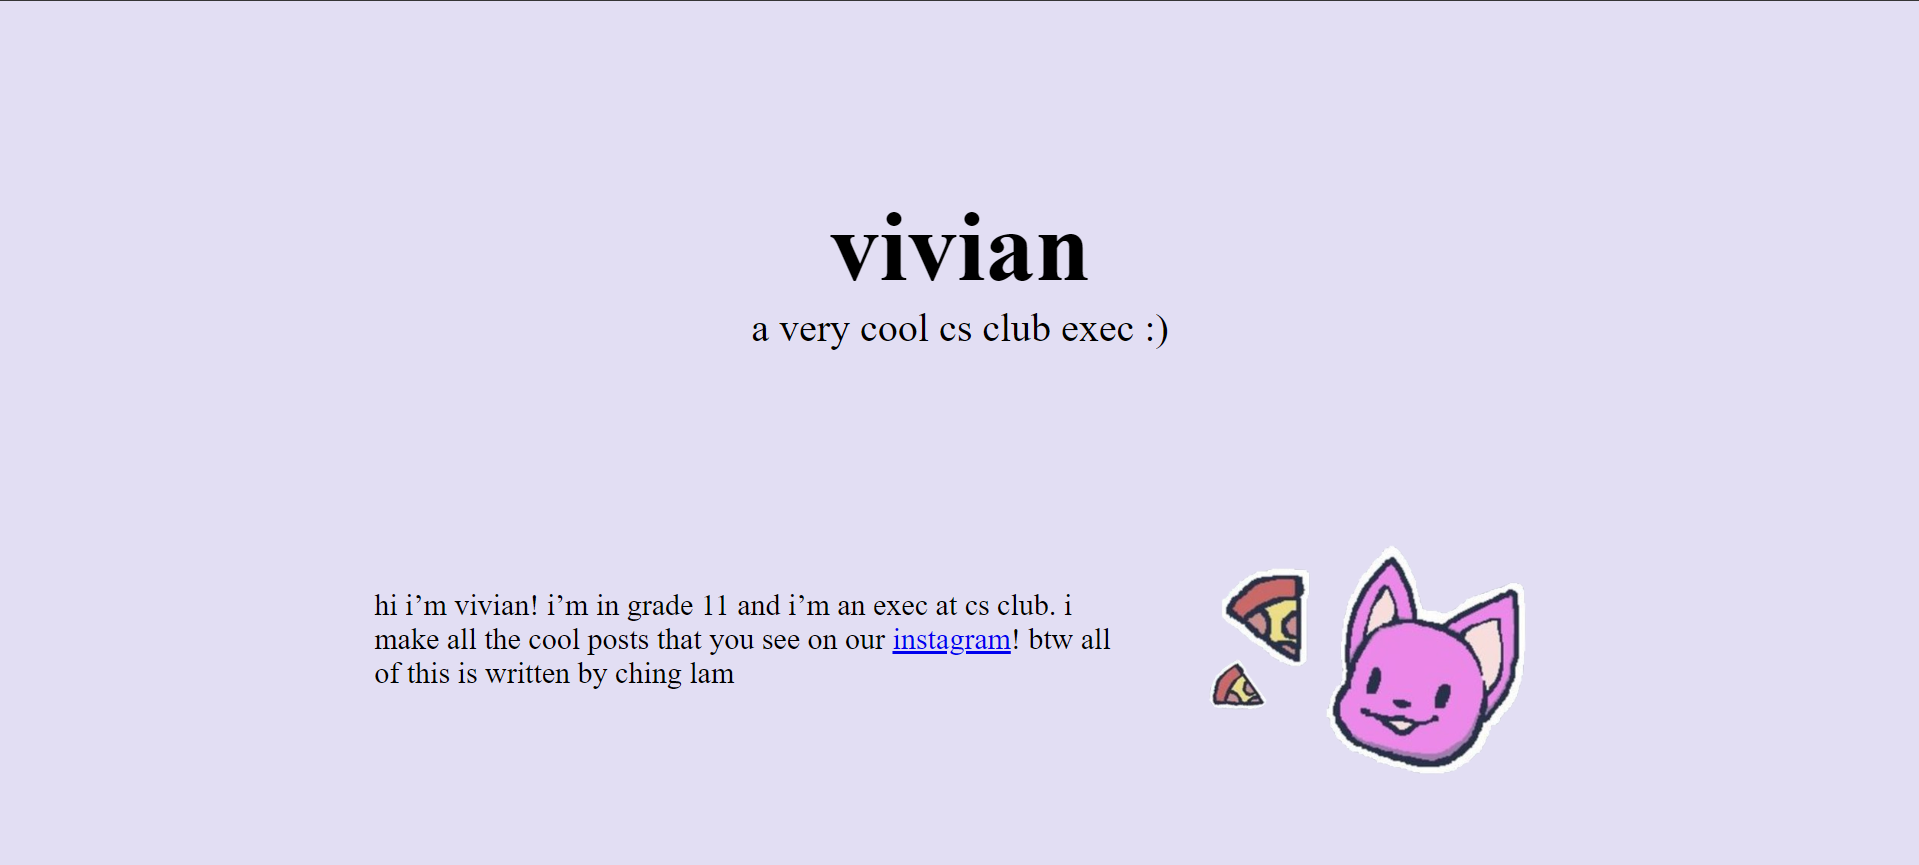 vivian
a very cool cs club exec :)
hi i’m vivian! i’m in grade 11 and i’m an exec at cs club. i
make all the cool posts that you see on our instagram! btw all
of this is written by ching lam